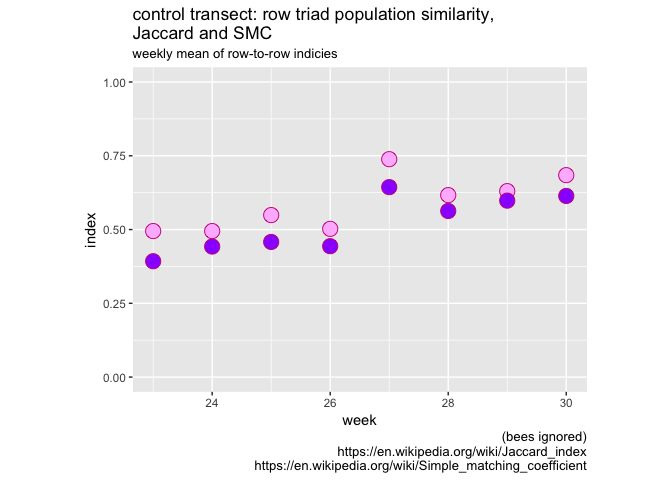 control transect: row triad population similarity,
Jaccard and SMC
weekly mean of row-to-row indicies
1.00
0.75
0.50
0.25
0.00
index
24
26
28
30
week
(bees ignored)
https://en.wikipedia.org/wiki/Jaccard_index
https://en.wikipedia.org/wiki/Simple_matching_coefficient